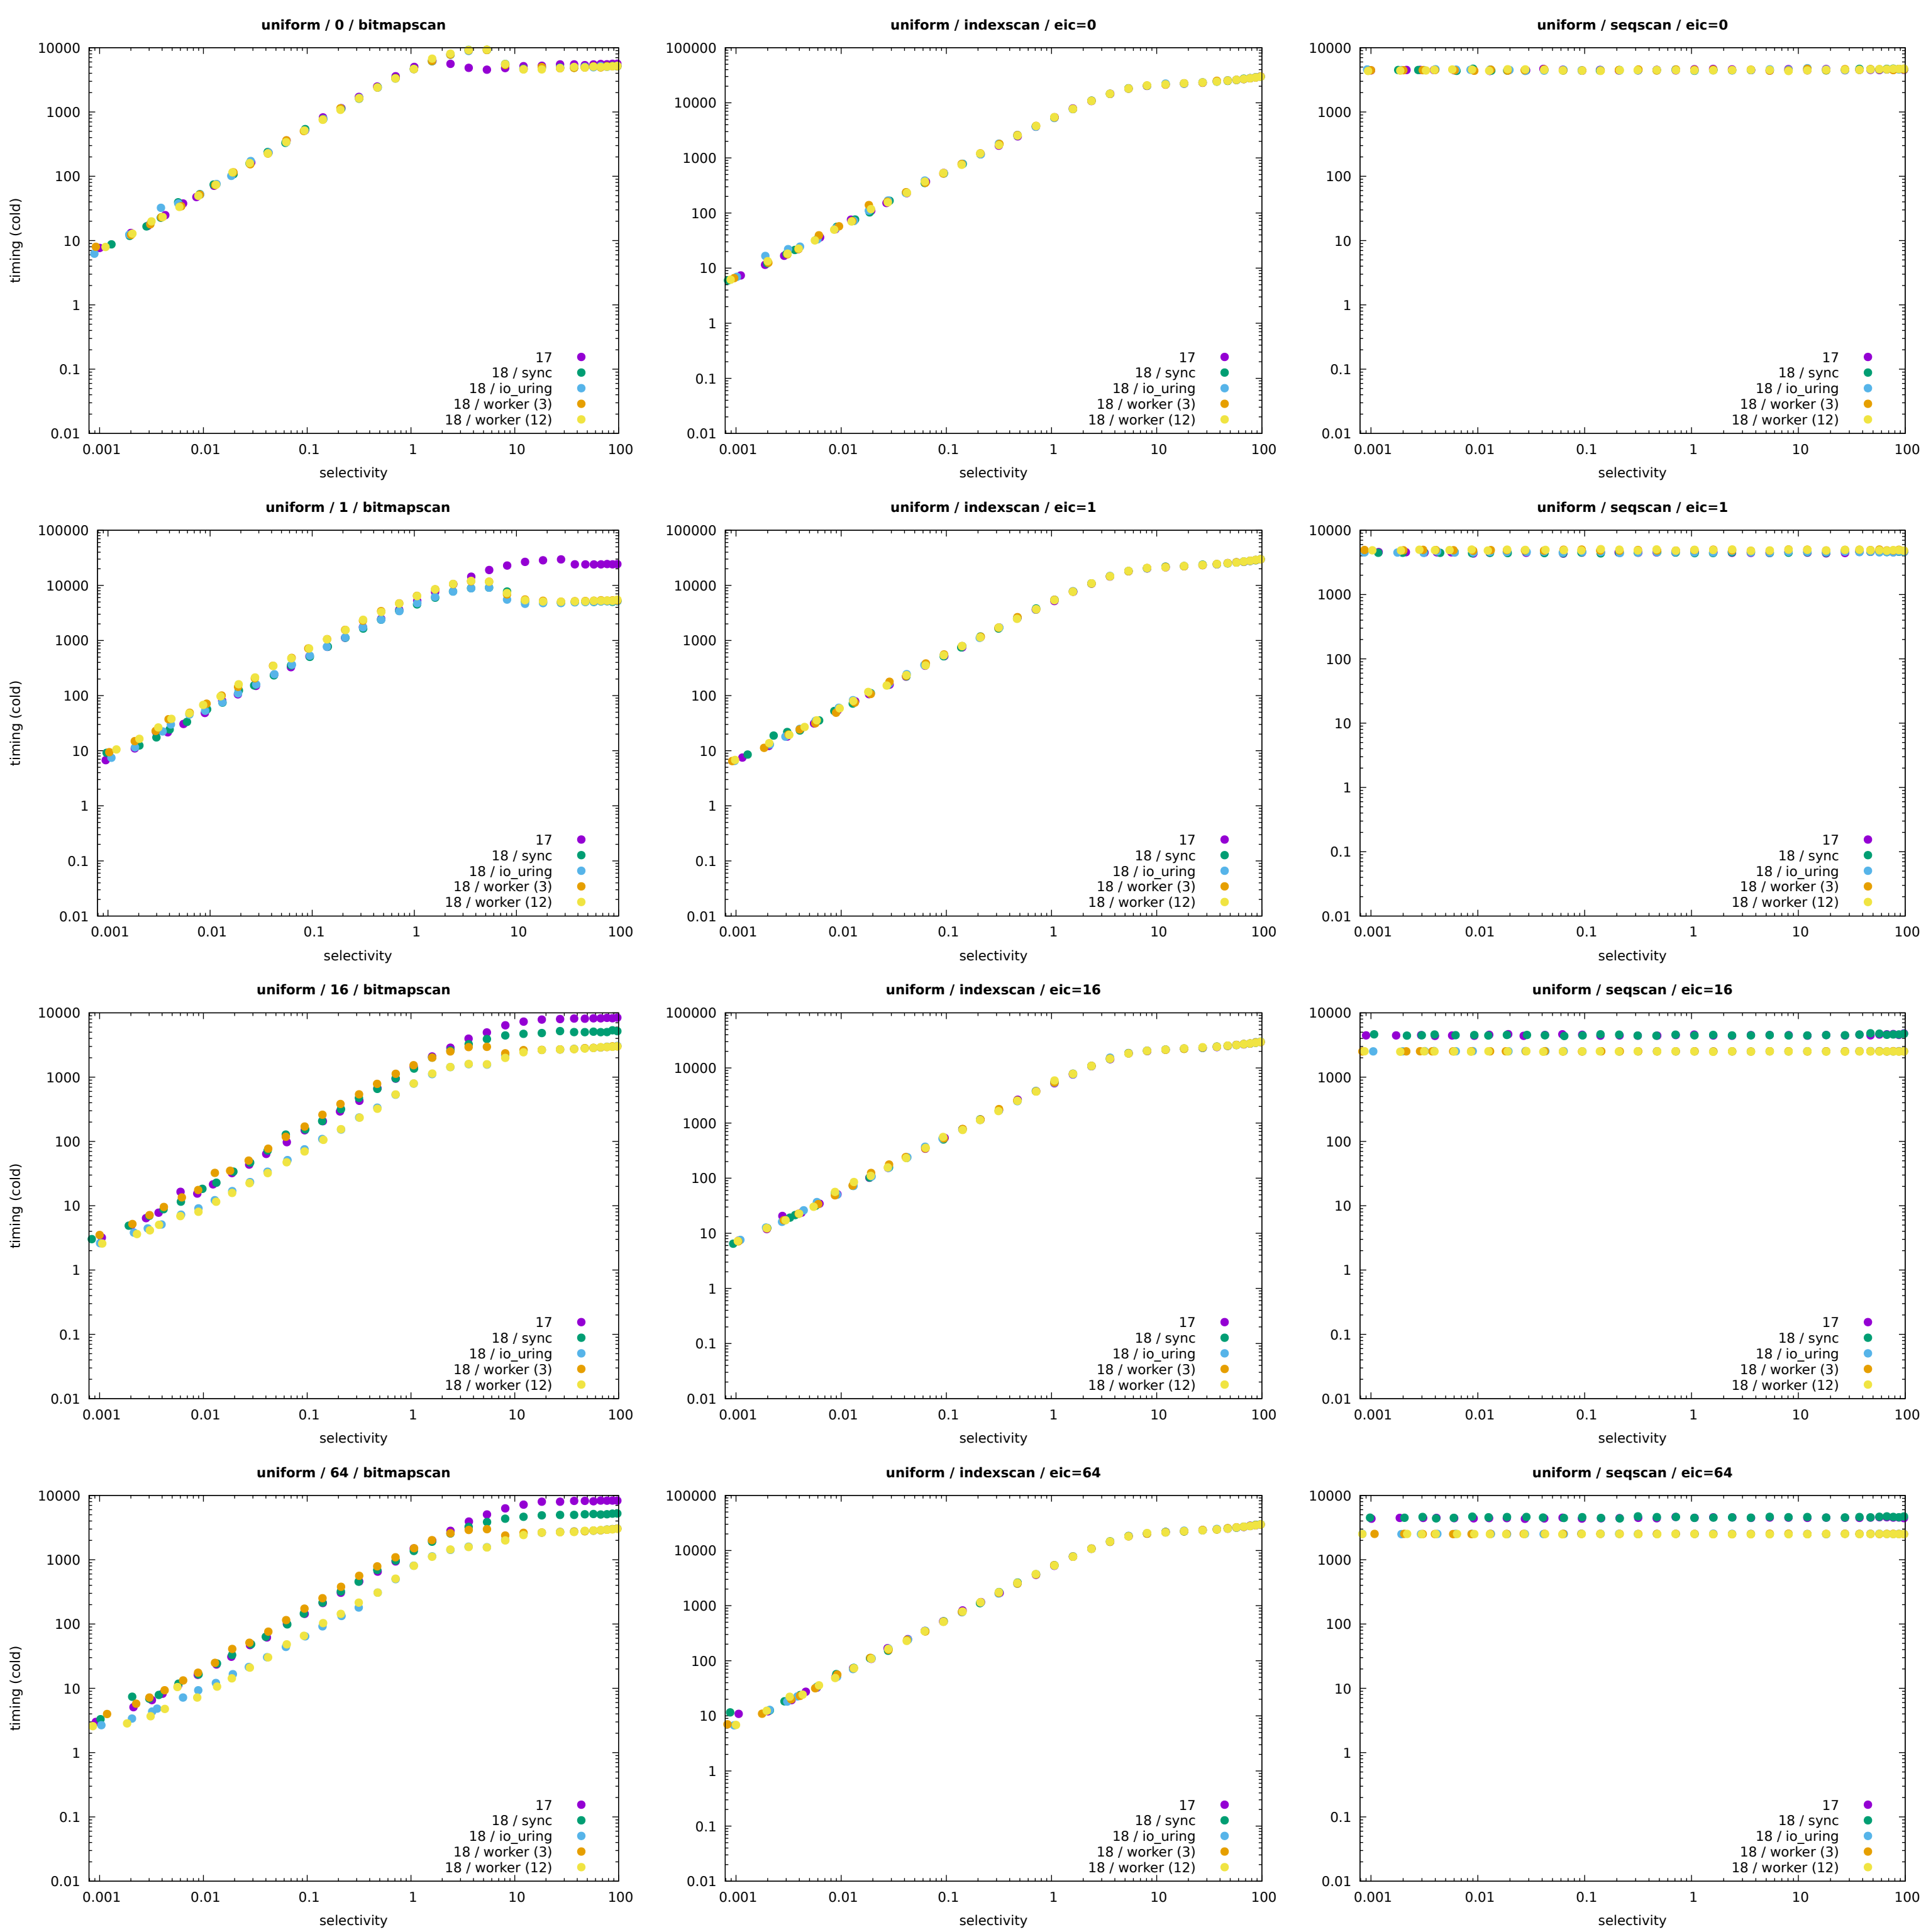 uniform / 0 / bitmapscan
timing (cold)
10000
1000
100
10
1
0.1
0.01
17
18 / sync
18 / io_uring
18 / worker (3)
18 / worker (12)
0.001 0.01 0.1 1 10 100
selectivity
uniform / indexscan / eic=0
100000
10000
1000
100
10
1
0.1
0.01
17
18 / sync
18 / io_uring
18 / worker (3)
18 / worker (12)
0.001 0.01 0.1 1 10 100
selectivity
uniform / seqscan / eic=0
10000
1000
100
10
1
0.1
0.01
17
18 / sync
18 / io_uring
18 / worker (3)
18 / worker (12)
0.001 0.01 0.1 1 10 100
selectivity
uniform / 1 / bitmapscan
timing (cold)
100000
10000
1000
100
10
1
0.1
0.01
17
18 / sync
18 / io_uring
18 / worker (3)
18 / worker (12)
0.001 0.01 0.1 1 10 100
selectivity
uniform / indexscan / eic=1
100000
10000
1000
100
10
1
0.1
0.01
17
18 / sync
18 / io_uring
18 / worker (3)
18 / worker (12)
0.001 0.01 0.1 1 10 100
selectivity
uniform / seqscan / eic=1
10000
1000
100
10
1
0.1
0.01
17
18 / sync
18 / io_uring
18 / worker (3)
18 / worker (12)
0.001 0.01 0.1 1 10 100
selectivity
uniform / 16 / bitmapscan
timing (cold)
10000
1000
100
10
1
0.1
0.01
17
18 / sync
18 / io_uring
18 / worker (3)
18 / worker (12)
0.001 0.01 0.1 1 10 100
selectivity
uniform / indexscan / eic=16
100000
10000
1000
100
10
1
0.1
0.01
17
18 / sync
18 / io_uring
18 / worker (3)
18 / worker (12)
0.001 0.01 0.1 1 10 100
selectivity
uniform / seqscan / eic=16
10000
1000
100
10
1
0.1
0.01
17
18 / sync
18 / io_uring
18 / worker (3)
18 / worker (12)
0.001 0.01 0.1 1 10 100
selectivity
uniform / 64 / bitmapscan
timing (cold)
10000
1000
100
10
1
0.1
0.01
17
18 / sync
18 / io_uring
18 / worker (3)
18 / worker (12)
0.001 0.01 0.1 1 10 100
selectivity
uniform / indexscan / eic=64
100000
10000
1000
100
10
1
0.1
0.01
17
18 / sync
18 / io_uring
18 / worker (3)
18 / worker (12)
0.001 0.01 0.1 1 10 100
selectivity
uniform / seqscan / eic=64
10000
1000
100
10
1
0.1
0.01
17
18 / sync
18 / io_uring
18 / worker (3)
18 / worker (12)
0.001 0.01 0.1 1 10 100
selectivity